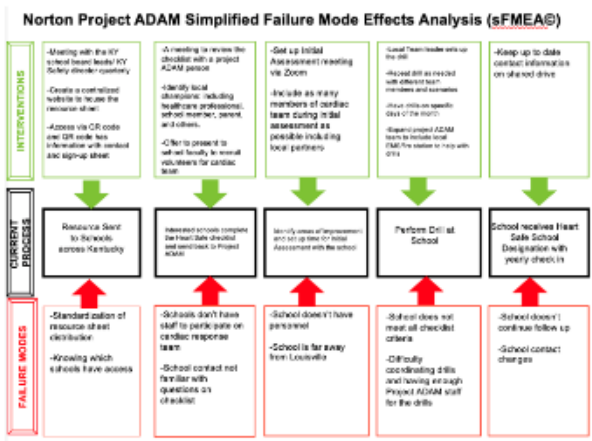 Norton Project ADAM Simplified Failure Mode Effects Analysis (sFMEA©)
INTERVENTIONS
-Meeting with the KY
school board leads/ KY
Safety director quarterly
-Create a centralized
website to house the
resource sheet
-Access via QR code
and QR code has
information with contact
and sign-up sheet
-A meeting to review the
checklist with a project
ADAM person
-Identify local
champions: including
healthcare professional,
school member, parent,
and others.
-Offer to present to
school faculty to recruit
volunteers for cardiac
team
-Set up Initial
Assessment meeting
via Zoom
-Include as many
members of cardiac
team during initial
assessment as
possible including
local partners
-Local Team leader sets up
the drill
-Repeat drill as needed
with different team
members and scenarios
-Have drills on specific
days of the month
-Expand project ADAM
team to include local
EMS/fire station to help with
drills
-Keep up to date
contact information
on shared drive
CURRENT
PROCESS
Resource Sent
to Schools
across Kentucky
Interested schools complete
the Heart Safe checklist
and send back to Project
ADAM
Identify areas of improvement
and set up time for Initial
Assessment with the school
Perform Drill at
School
School receives Heart
Safe School
Designation with
yearly check in
FAILURE MODES
-Standardization of
resource sheet
distribution
-Knowing which
schools have access
-Schools don't have
staff to participate on
cardiac response
team
-School contact not
familiar with
questions on
checklist
-School doesn't have
personnel
-School is far away
from Louisville
-School does not
meet all checklist
criteria
-Difficulty
coordinating drills
and having enough
Project ADAM staff
for the drills
-School doesn't
continue follow up
-School contact
changes